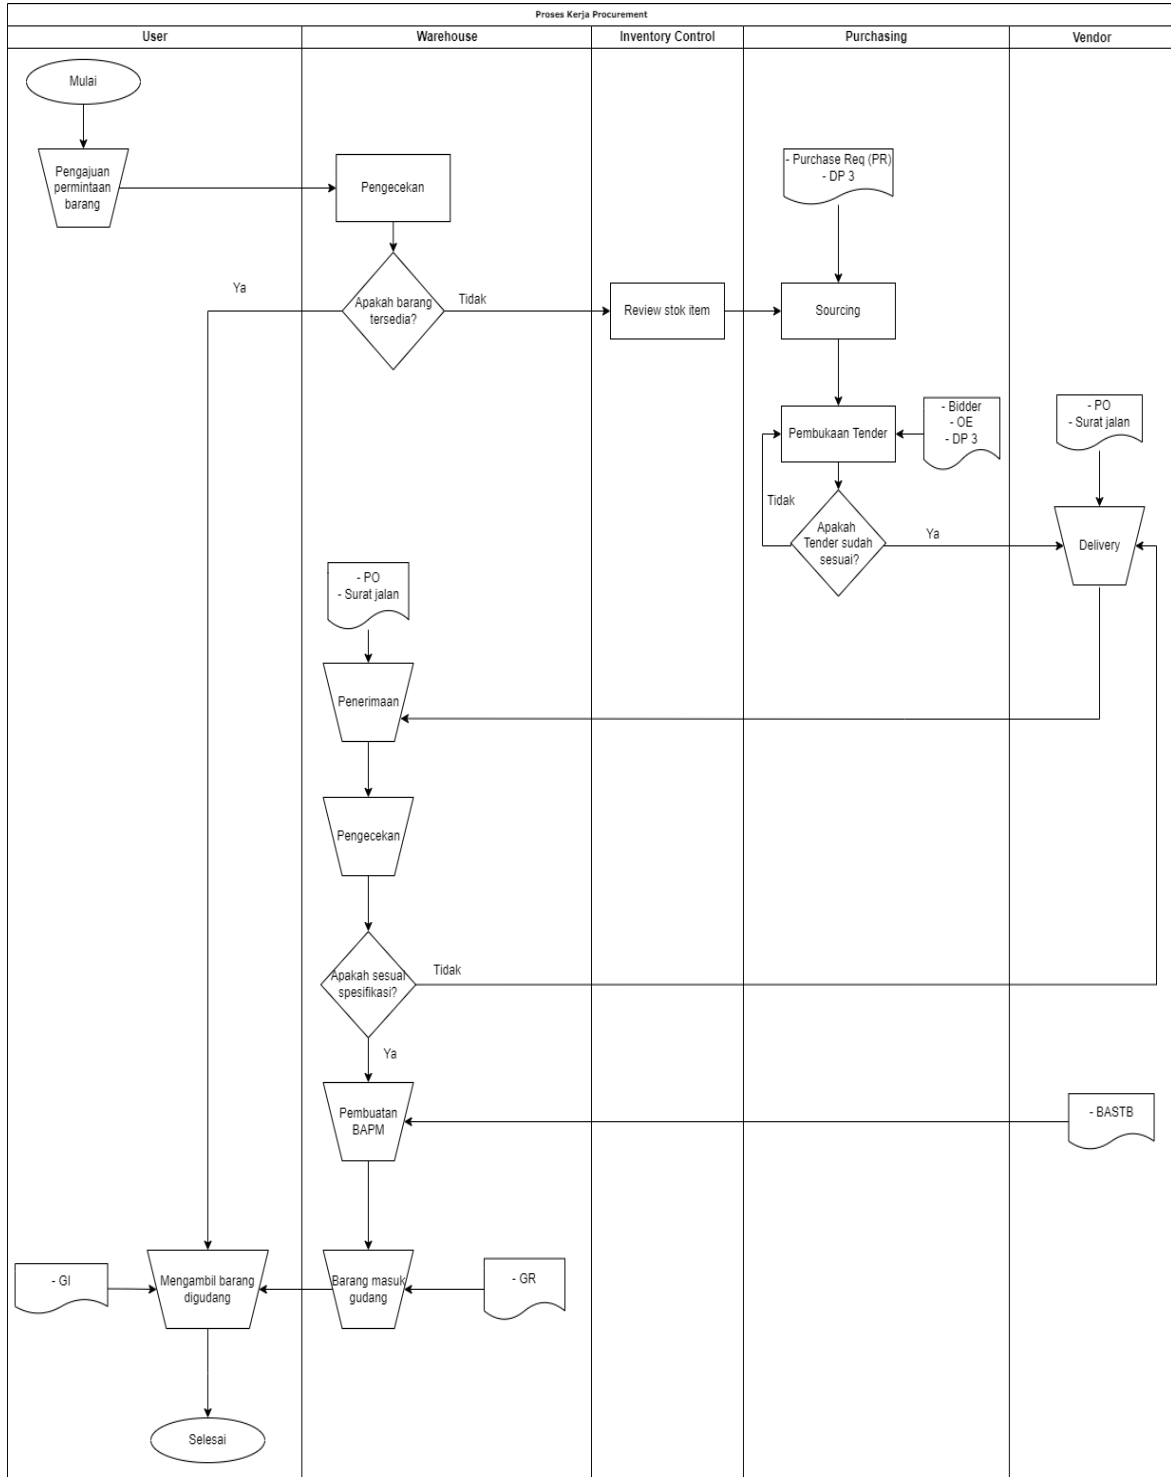 Proses Kerja Procurement
User
Warehouse
Inventory Control
Purchasing
Vendor
Mulai
Pengajuan
permintaan
barang
Pengecekan
- Purchase Req (PR)
- DP 3
Ya
Apakah barang
tersedia?
Tidak
Review stok item
Sourcing
Pembukaan Tender
- Bidder
- OE
- DP 3
- PO
- Surat jalan
Tidak
Apakah
Tender sudah
sesuai?
Ya
Delivery
- PO
- Surat jalan
Penerimaan
Pengecekan
Apakah sesuai
spesifikasi?
Tidak
Ya
Pembuatan
BAPM
- BASTB
- GI
Mengambil barang
digudang
Barang masuk
gudang
- GR
Selesai